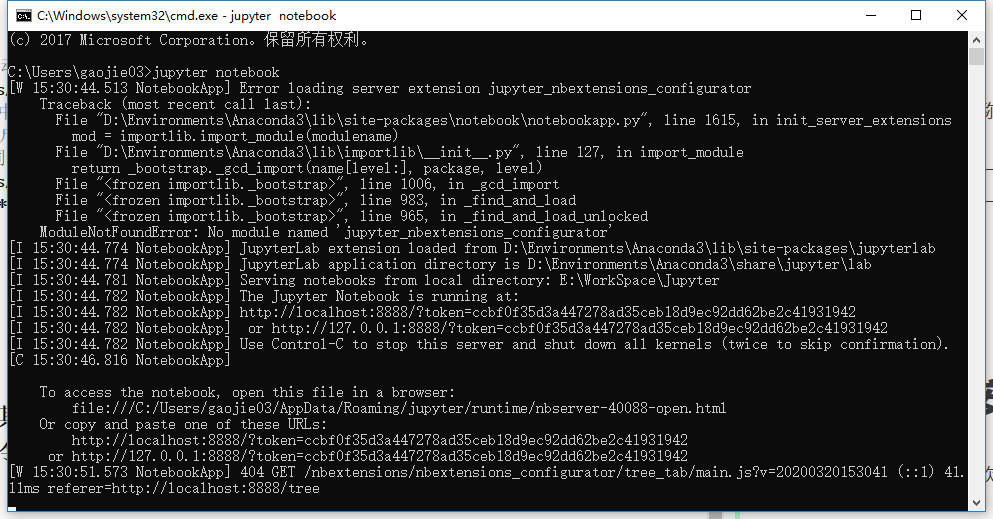 C:\Windows\system32\cmd.exe - jupyter  notebook
(c) 2017 Microsoft Corporation。保留所有权利。
C:\Users\gaojie03>jupyter notebook
[W 15:30:44.513 NotebookApp] Error loading server extension jupyter_nbextensions_configurator
Traceback (most recent call last):
File "D:\Environments\Anaconda3\lib\site-packages\notebook\notebookapp.py", line 1615, in init_server_extensions
mod = importlib.import_module(modulename)
File "D:\Environments\Anaconda3\lib\importlib\__init__.py", line 127, in import_module
return _bootstrap._gcd_import(name[level:], package, level)
File "<frozen importlib._bootstrap>", line 1006, in _gcd_import
File "<frozen importlib._bootstrap>", line 983, in _find_and_load
File "<frozen importlib._bootstrap>", line 965, in _find_and_load_unlocked
ModuleNotFoundError: No module named 'jupyter_nbextensions_configurator'
[I 15:30:44.774 NotebookApp] JupyterLab extension loaded from D:\Environments\Anaconda3\lib\site-packages\jupyterlab
[I 15:30:44.774 NotebookApp] JupyterLab application directory is D:\Environments\Anaconda3\share\jupyter\lab
[I 15:30:44.781 NotebookApp] Serving notebooks from local directory: E:\WorkSpace\Jupyter
[I 15:30:44.782 NotebookApp] The Jupyter Notebook is running at:
[I 15:30:44.782 NotebookApp] http://localhost:8888/?token=ccbf0f35d3a447278ad35ceb18d9ec92dd62be2c41931942
[I 15:30:44.782 NotebookApp]  or http://127.0.0.1:8888/?token=ccbf0f35d3a447278ad35ceb18d9ec92dd62be2c41931942
[I 15:30:44.782 NotebookApp] Use Control-C to stop this server and shut down all kernels (twice to skip confirmation).
[C 15:30:46.816 NotebookApp]
To access the notebook, open this file in a browser:
file:///C:/Users/gaojie03/AppData/Roaming/jupyter/runtime/nbserver-40088-open.html
Or copy and paste one of these URLs:
http://localhost:8888/?token=ccbf0f35d3a447278ad35ceb18d9ec92dd62be2c41931942
or http://127.0.0.1:8888/?token=ccbf0f35d3a447278ad35ceb18d9ec92dd62be2c41931942
[W 15:30:51.573 NotebookApp] 404 GET /nbextensions/nbextensions_configurator/tree_tab/main.js?v=20200320153041 (::1) 41.
11ms referer=http://localhost:8888/tree